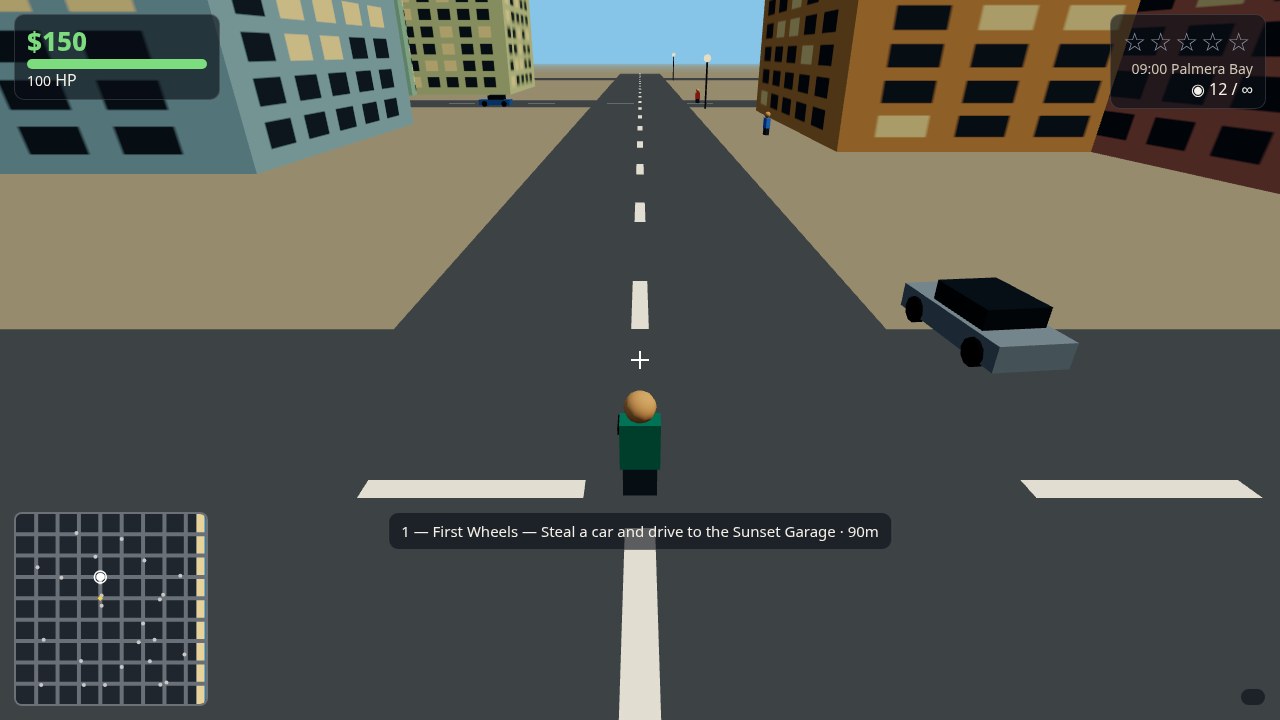 $150
100 HP
☆☆☆☆☆
09:00 Palmera Bay
◉ 12 / ∞
1 — First Wheels — Steal a car and drive to the Sunset Garage · 90m